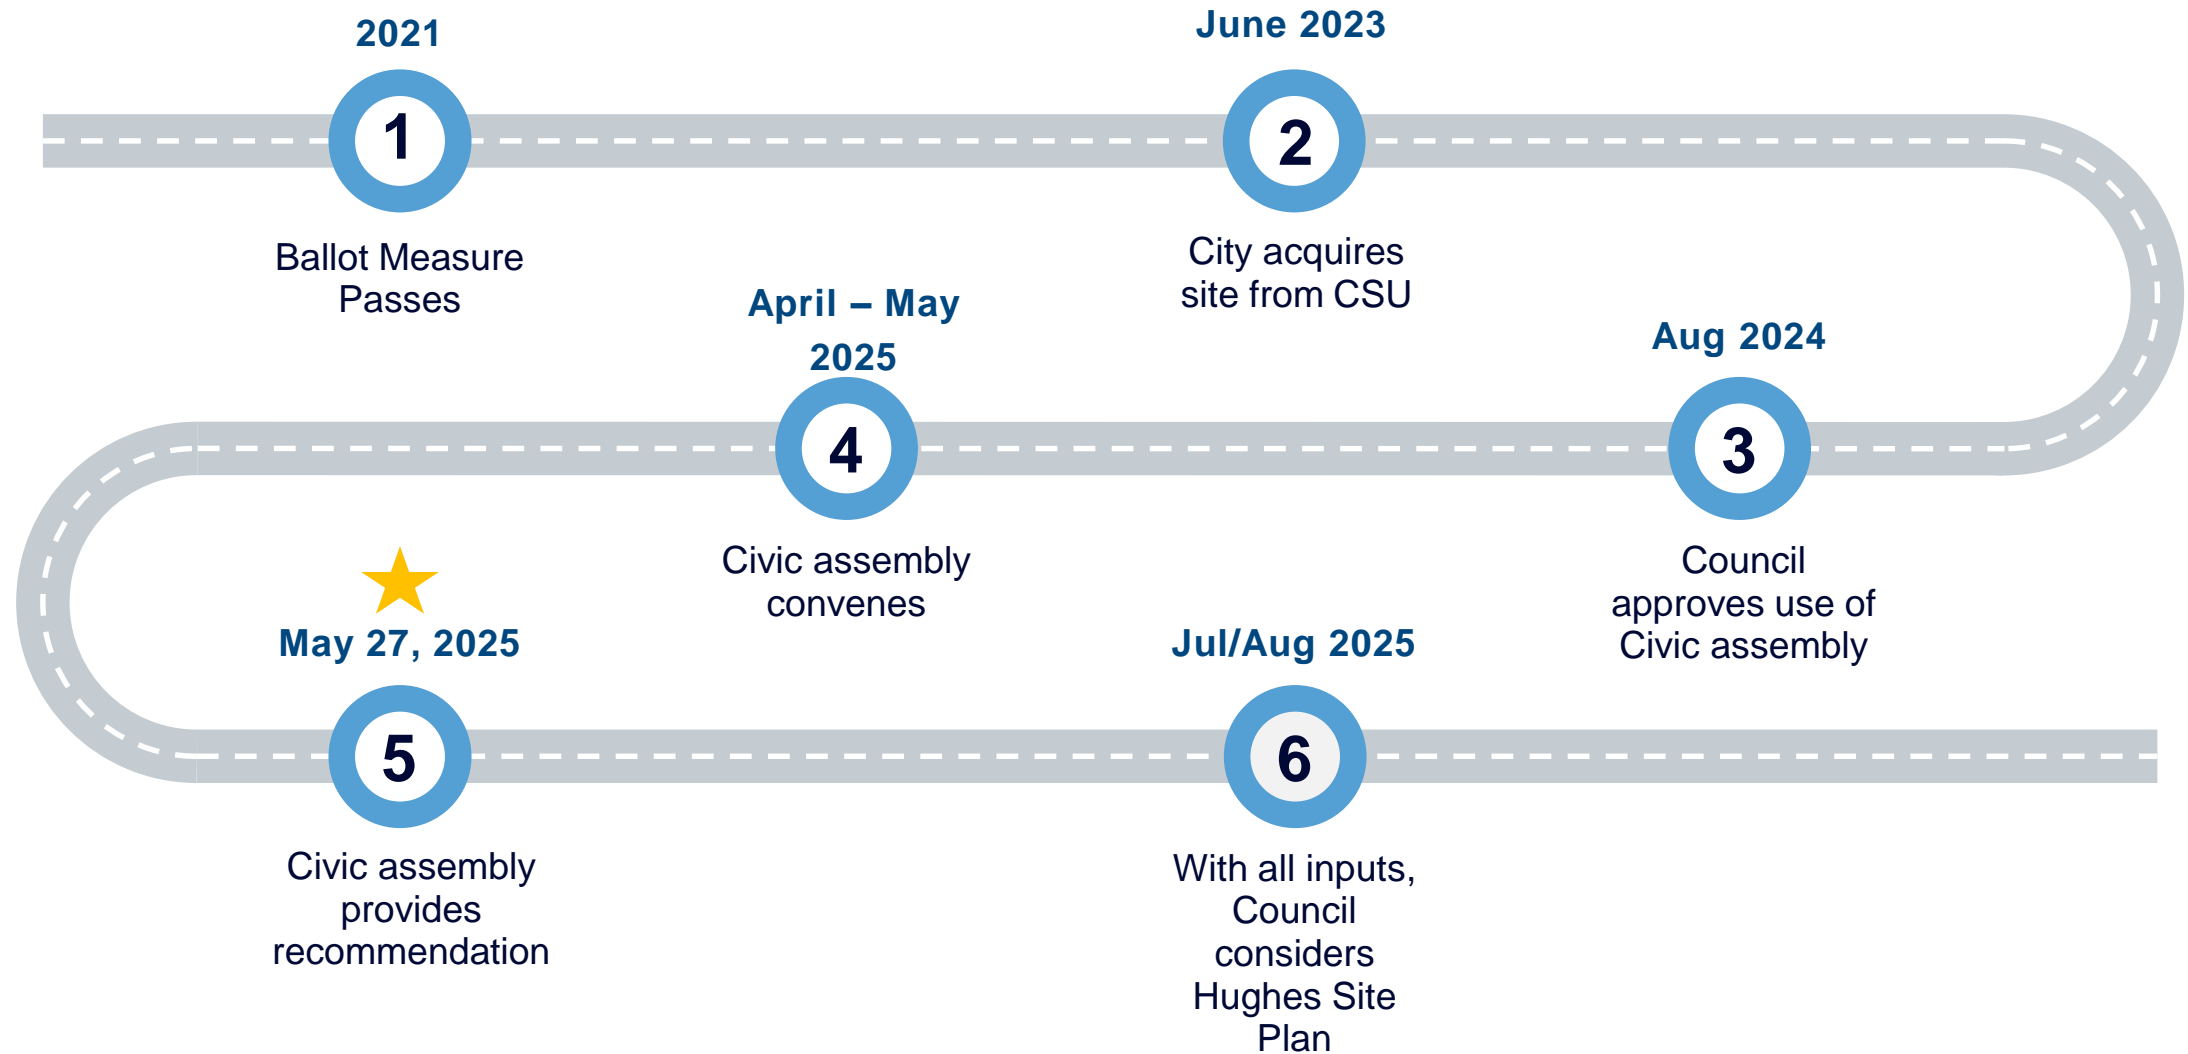 2021
1
Ballot Measure
Passes
June 2023
2
City acquires
site from CSU
Aug 2024
3
Council
approves use of
Civic assembly
April – May
2025
4
Civic assembly
convenes
May 27, 2025
5
Civic assembly
provides
recommendation
Jul/Aug 2025
6
With all inputs,
Council
considers
Hughes Site
Plan